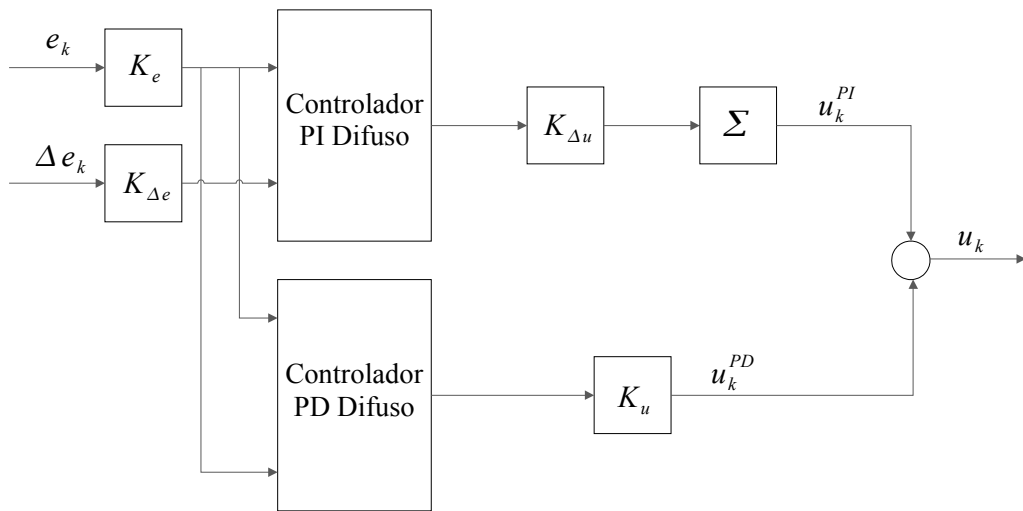 e_k
K_e
Δ e_k
K_Δe
Controlador
PI Difuso
K_Δu
Σ
u_k^PI
u_k
Controlador
PD Difuso
K_u
u_k^PD